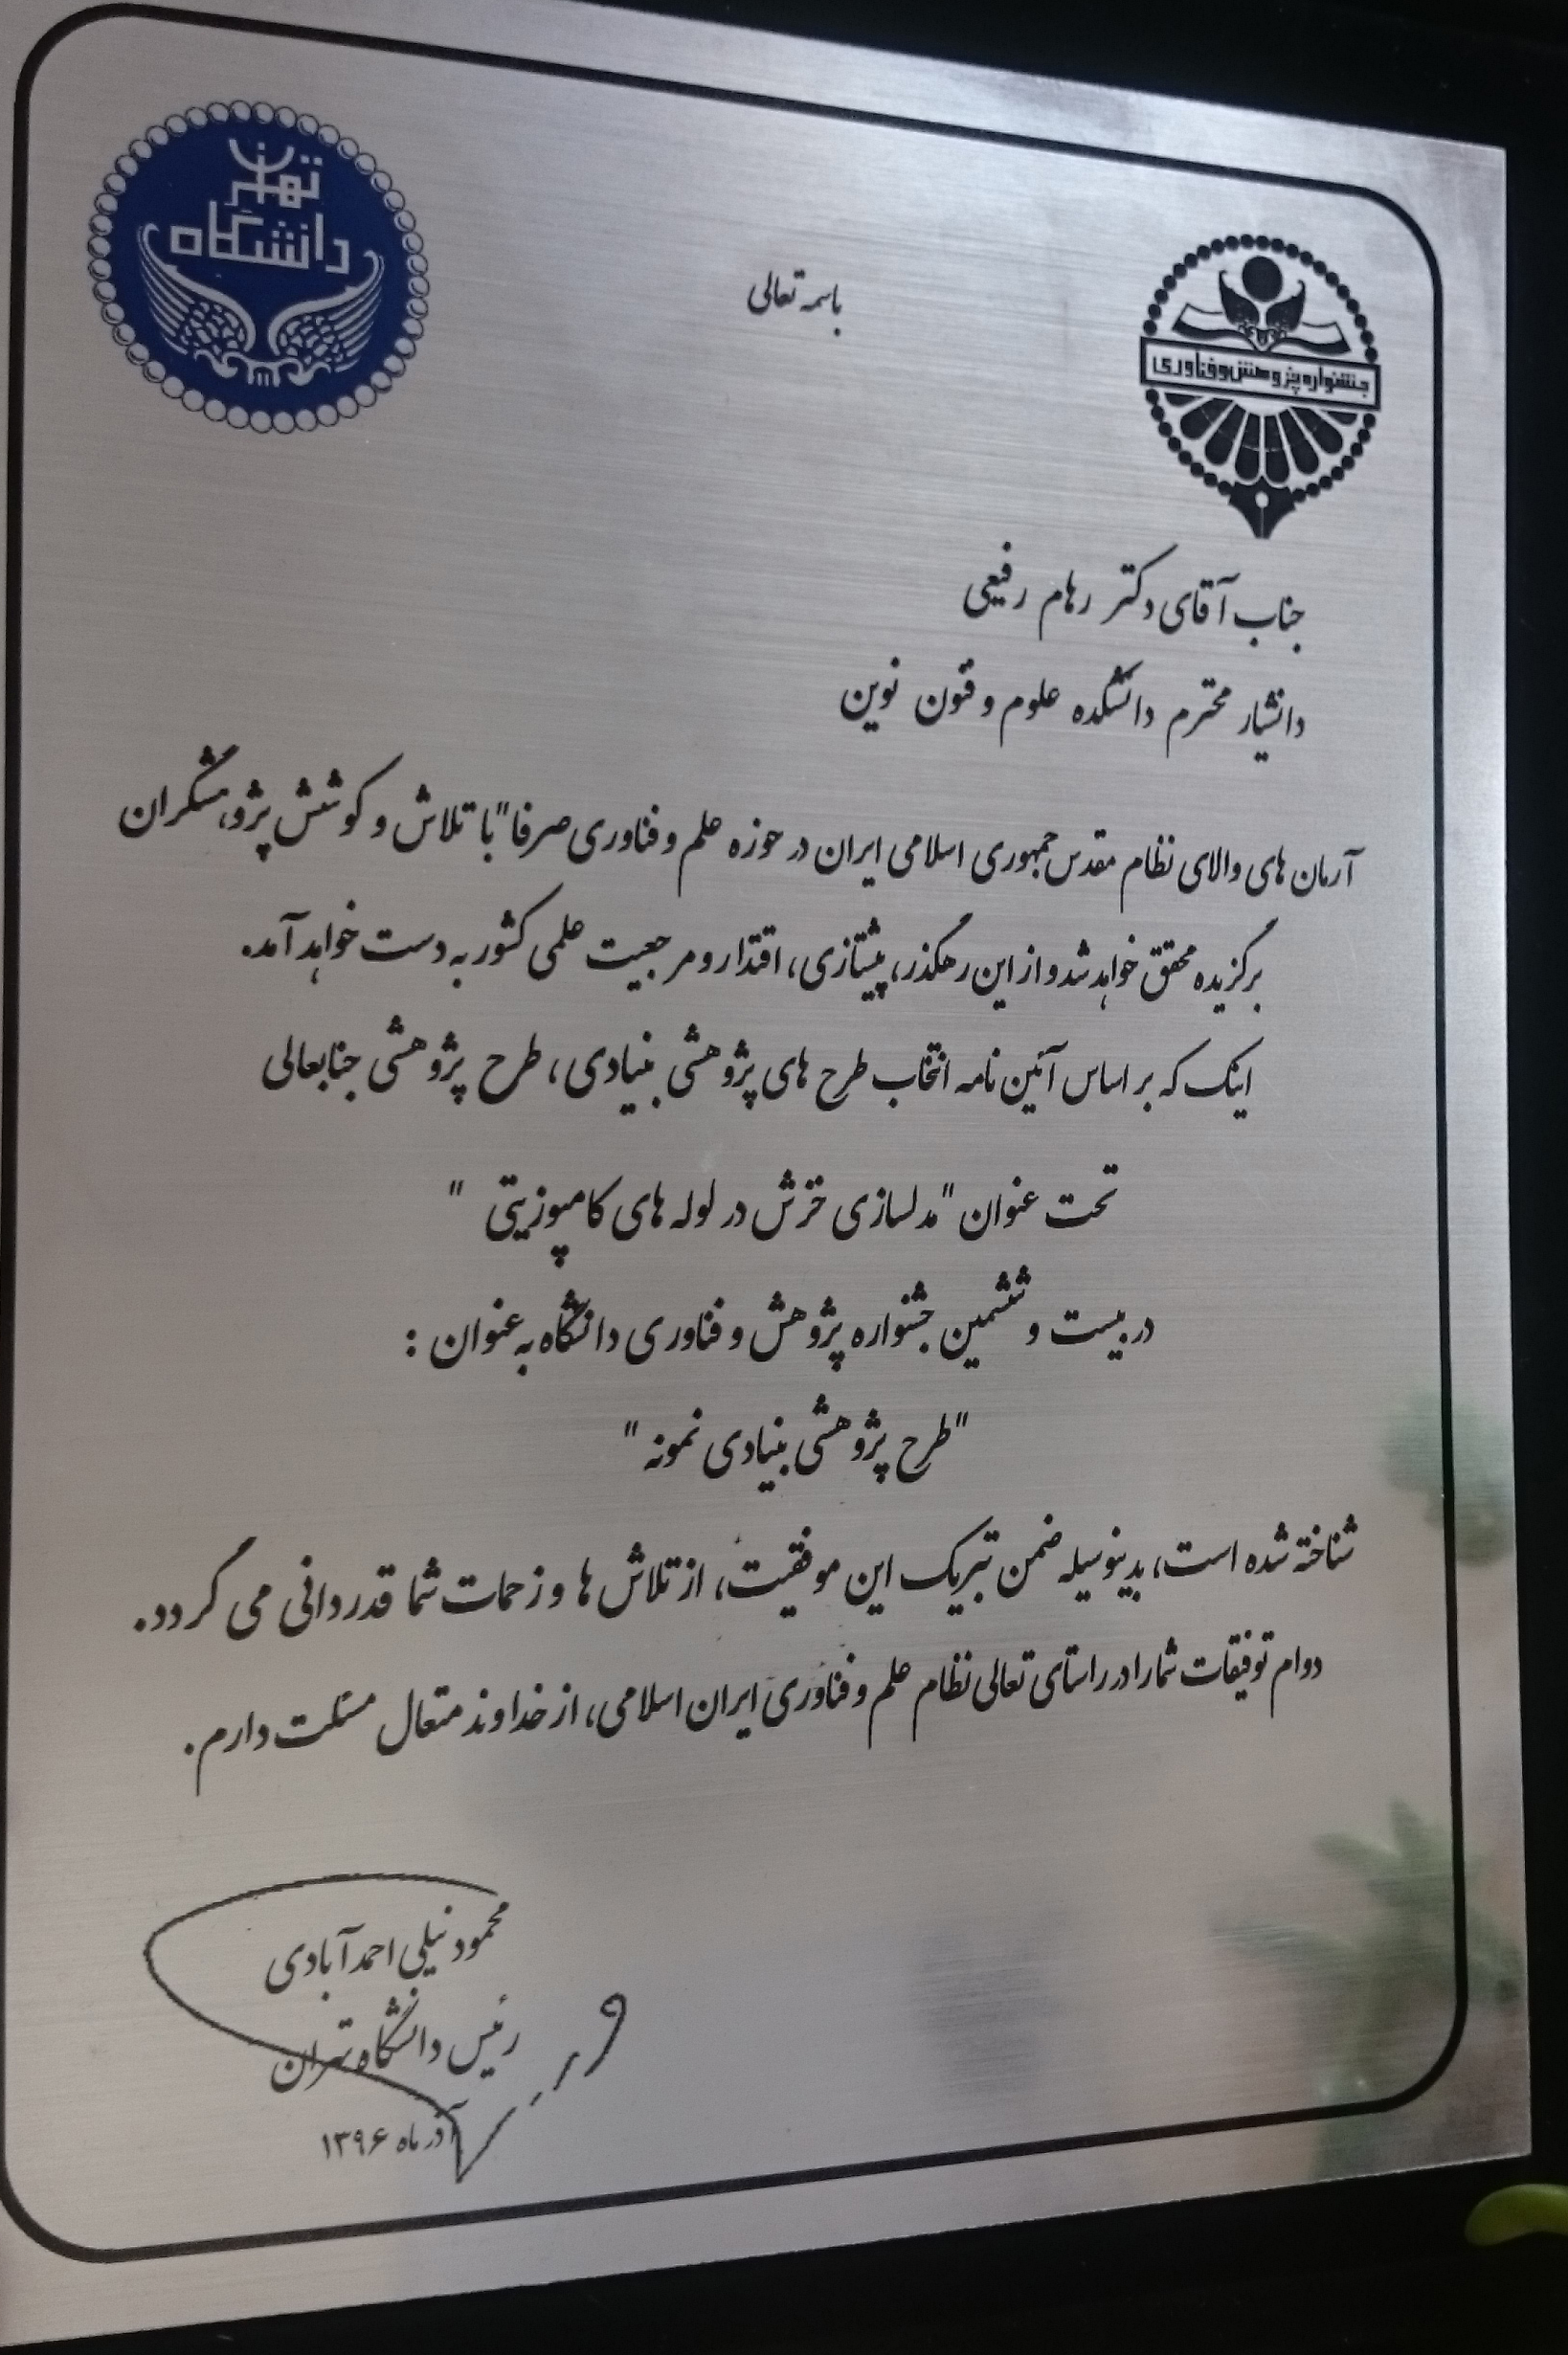 باسمه تعالی
دانشگاه تهران
جشنواره پژوهش و فناوری
جناب آقای دکتر رهام رفیعی
دانشیار محترم دانشکده علوم و فنون نوین
آرمان های والای نظام مقدس جمهوری اسلامی ایران در حوزه علم و فناوری صرفا" با تلاش و کوشش پژوهشگران
برگزیده محقق خواهد شد و از این رهگذر، پیشتازی، اقتدار و مرجعیت علمی کشور به دست خواهد آمد.
اینک که بر اساس آئین نامه انتخاب طرح های پژوهشی بنیادی، طرح پژوهشی جنابعالی
تحت عنوان "مدلسازی خزش در لوله های کامپوزیتی "
در بیست و ششمین جشنواره پژوهش و فناوری دانشگاه به عنوان :
"طرح پژوهشی بنیادی نمونه "
شناخته شده است، بدینوسیله ضمن تبریک این موفقیت، از تلاش ها و زحمات شما قدردانی می گردد.
دوام توفیقات شما را در راستای تعالی نظام علم و فناوری ایران اسلامی، از خداوند متعال مسئلت دارم.
محمود نیلی احمدآبادی
رئیس دانشگاه تهران
آذر ماه ۱۳۹۶